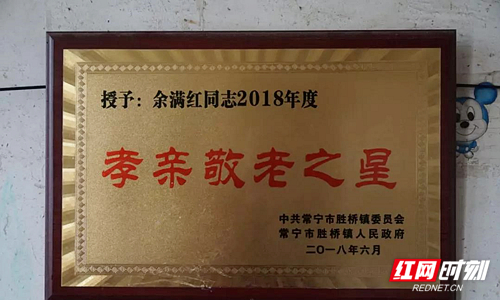 授予：余满红同志2018年度
孝亲敬老之星
中共常宁市胜桥镇委员会
常宁市胜桥镇人民政府
二〇一八年六月
红网时刻
REDNET.CN